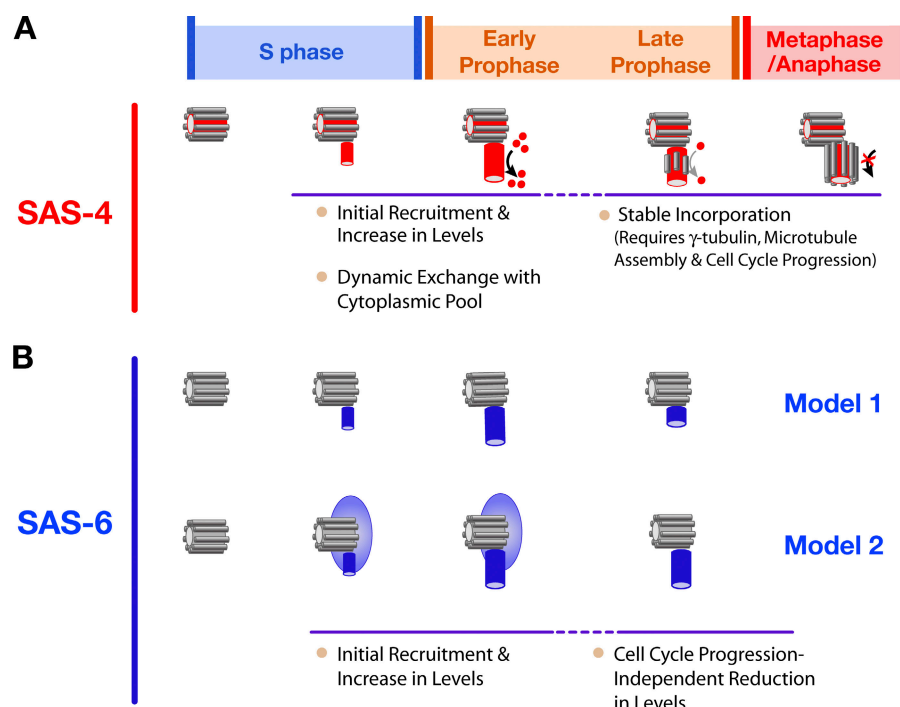 A
S phase
Early
Prophase
Late
Prophase
Metaphase
/Anaphase
SAS-4
Initial Recruitment &
Increase in Levels
Dynamic Exchange with
Cytoplasmic Pool
Stable Incorporation
(Requires γ-tubulin, Microtubule
Assembly & Cell Cycle Progression)
B
SAS-6
Model 1
Model 2
Initial Recruitment &
Increase in Levels
Cell Cycle Progression-
Independent Reduction
in Levels